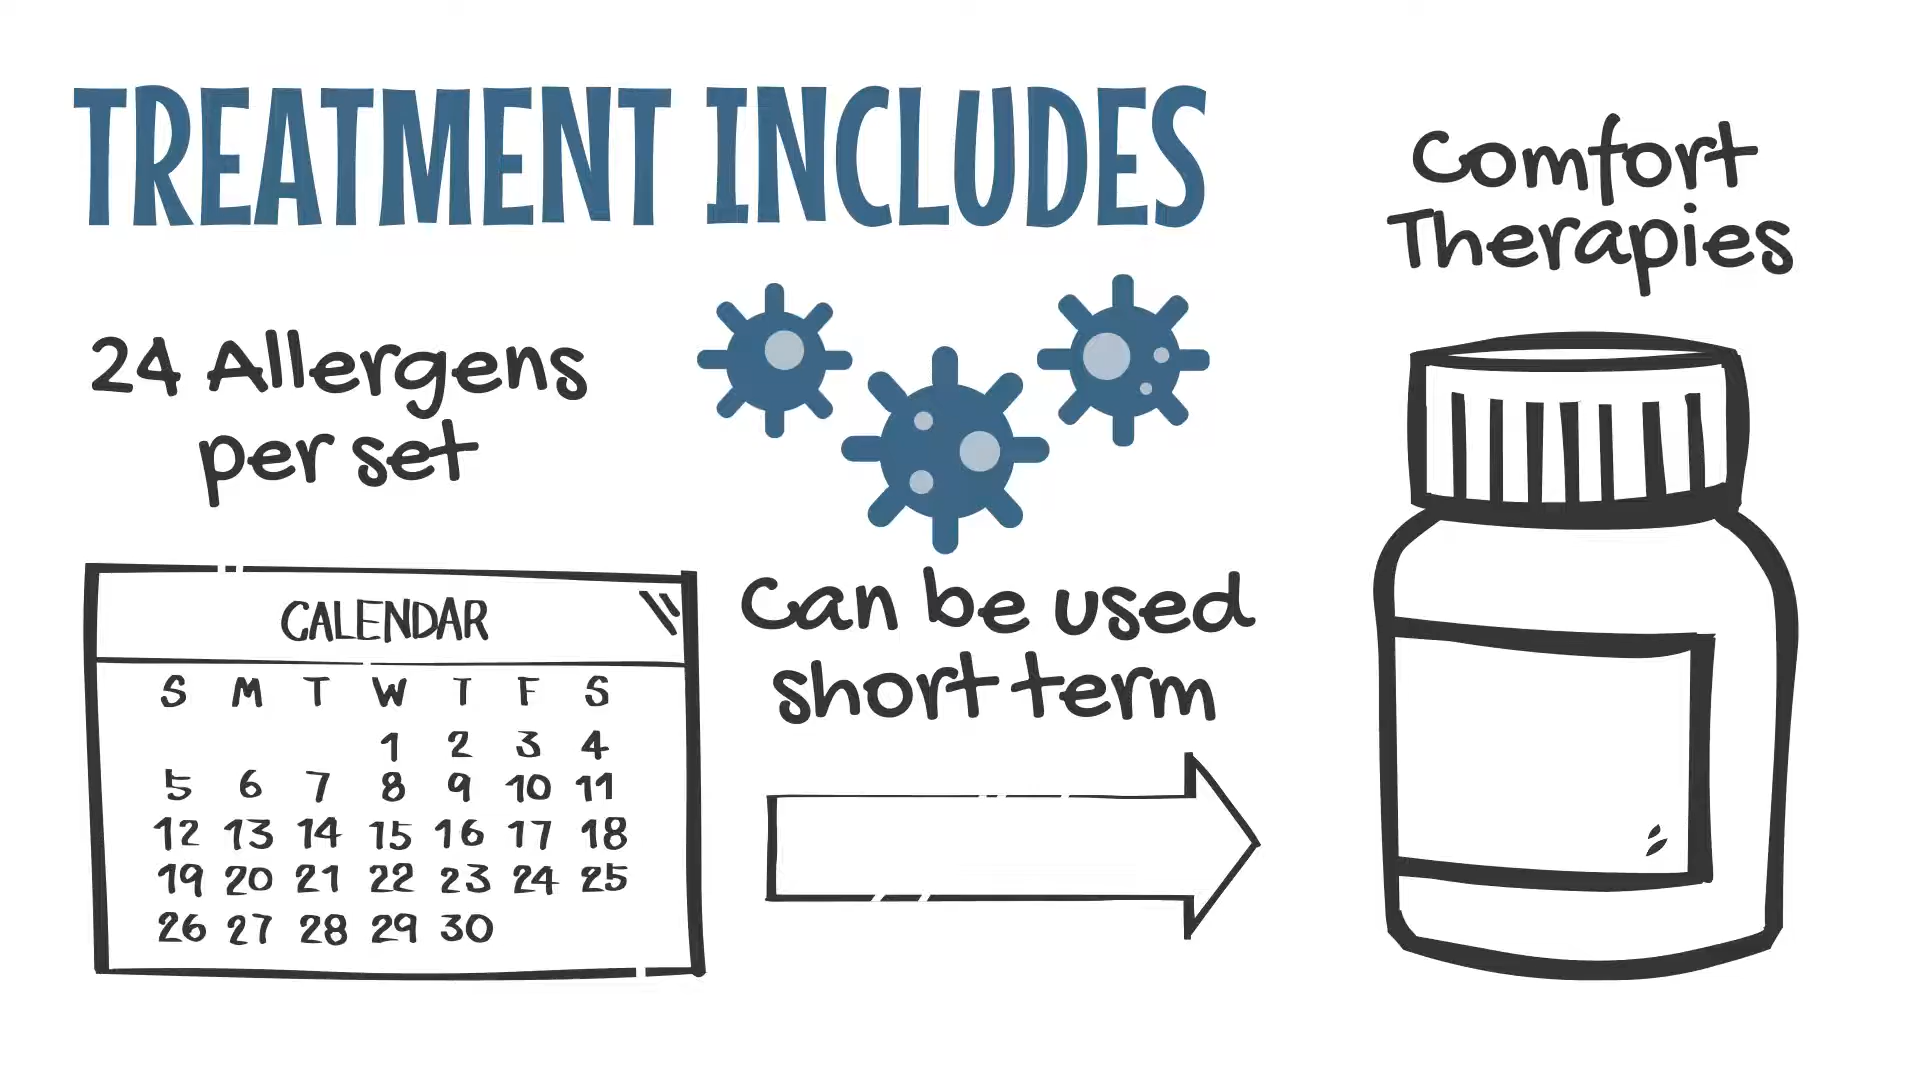 TREATMENT INCLUDES
Comfort
Therapies
24 Allergens
per set
Can be used
short term
CALENDAR
S M T W T F S
1 2 3 4
5 6 7 8 9 10 11
12 13 14 15 16 17 18
19 20 21 22 23 24 25
26 27 28 29 30